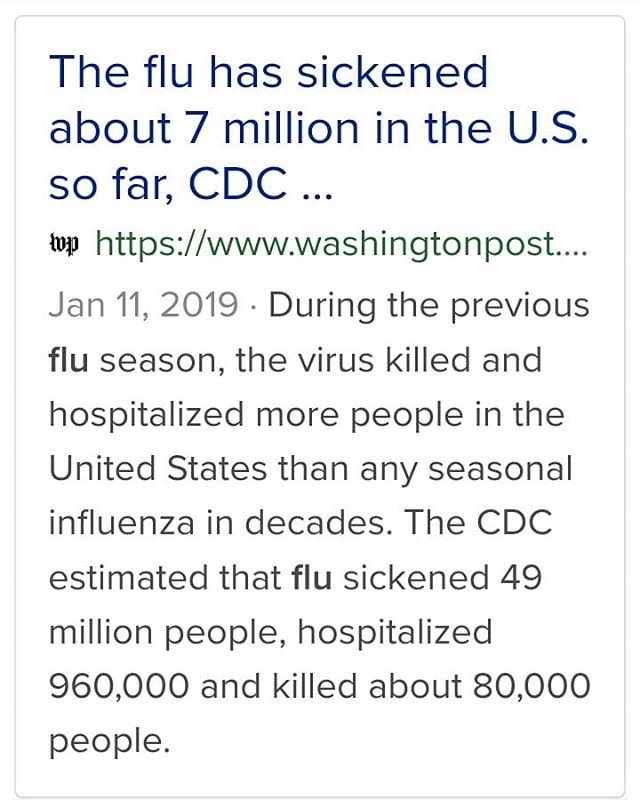 The flu has sickened
about 7 million in the U.S.
so far, CDC ...
wp https://www.washingtonpost....
Jan 11, 2019 · During the previous
flu season, the virus killed and
hospitalized more people in the
United States than any seasonal
influenza in decades. The CDC
estimated that flu sickened 49
million people, hospitalized
960,000 and killed about 80,000
people.